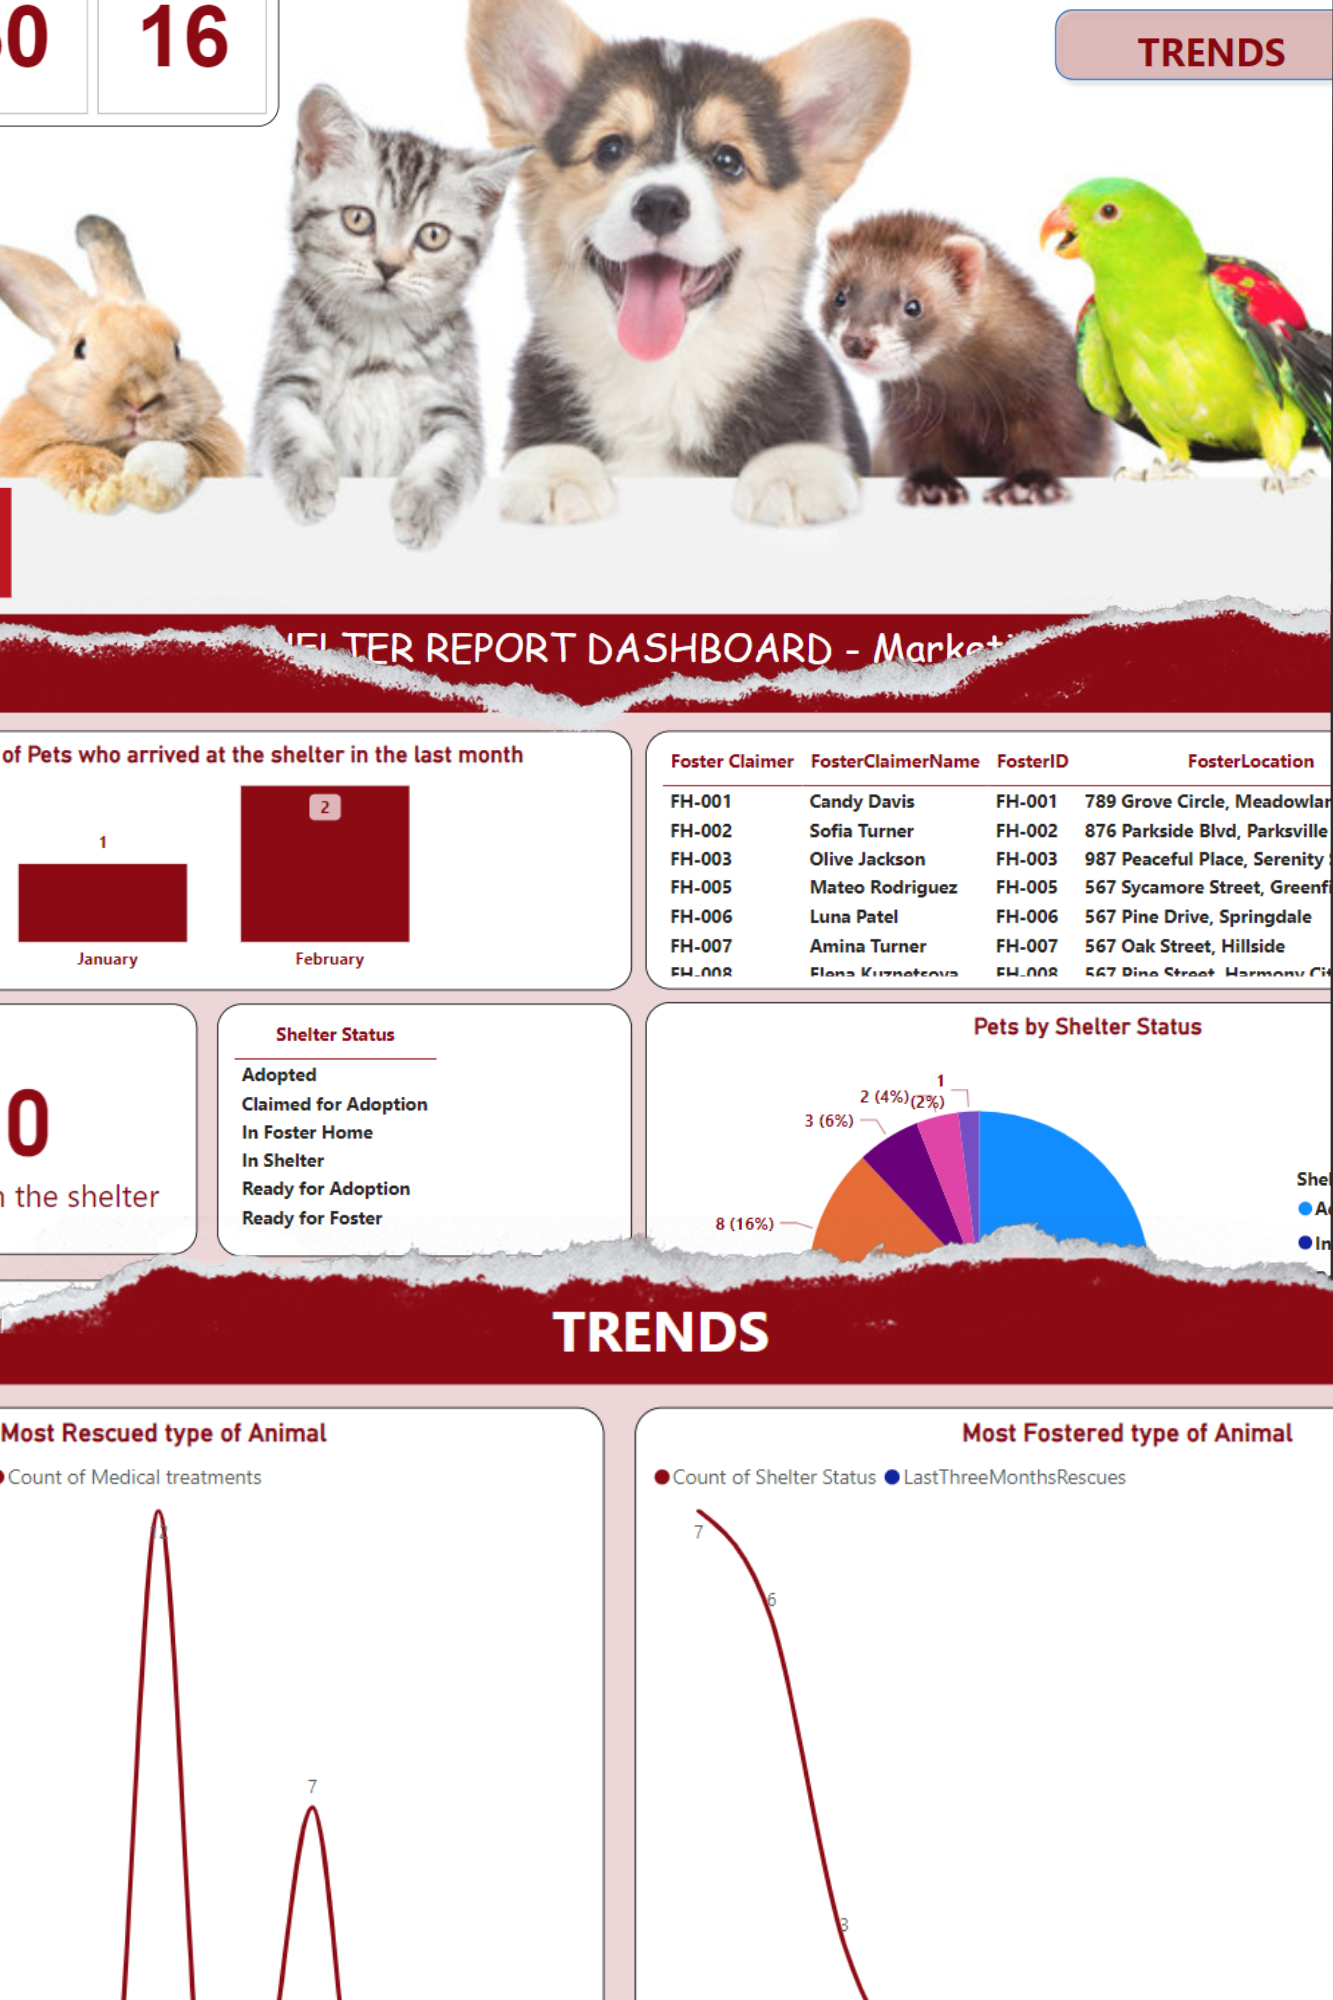 0 16
TRENDS
SHELTER REPORT DASHBOARD -
of Pets who arrived at the shelter in the last month
1
2
January
February
Foster Claimer FosterClaimerName FosterID FosterLocation
FH-001 Candy Davis FH-001 789 Grove Circle, Meadowlar
FH-002 Sofia Turner FH-002 876 Parkside Blvd, Parksville
FH-003 Olive Jackson FH-003 987 Peaceful Place, Serenity
FH-005 Mateo Rodriguez FH-005 567 Sycamore Street, Greenfi
FH-006 Luna Patel FH-006 567 Pine Drive, Springdale
FH-007 Amina Turner FH-007 567 Oak Street, Hillside
FH-008 Elena Kuznetsova FH-008 567 Pine Street, Harmony Cit
0
the shelter
Shelter Status
Adopted
Claimed for Adoption
In Foster Home
In Shelter
Ready for Adoption
Ready for Foster
Pets by Shelter Status
1
2 (4%) (2%)
3 (6%)
8 (16%)
Shel
A
In
TRENDS
Most Rescued type of Animal
Count of Medical treatments
12
7
Most Fostered type of Animal
Count of Shelter Status LastThreeMonthsRescues
7
6
3